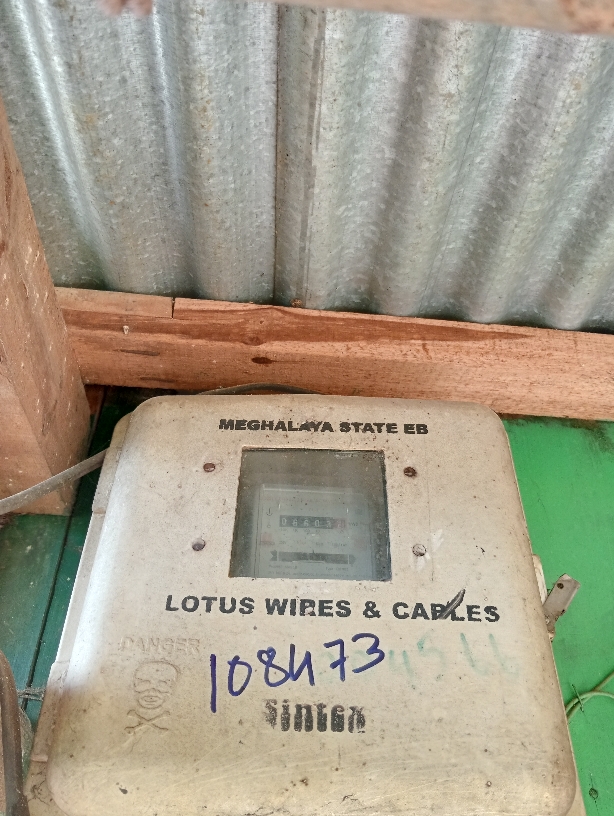 MEGHALAYA STATE EB
LOTUS WIRES & CABLES
DANGER
108473
Sintex